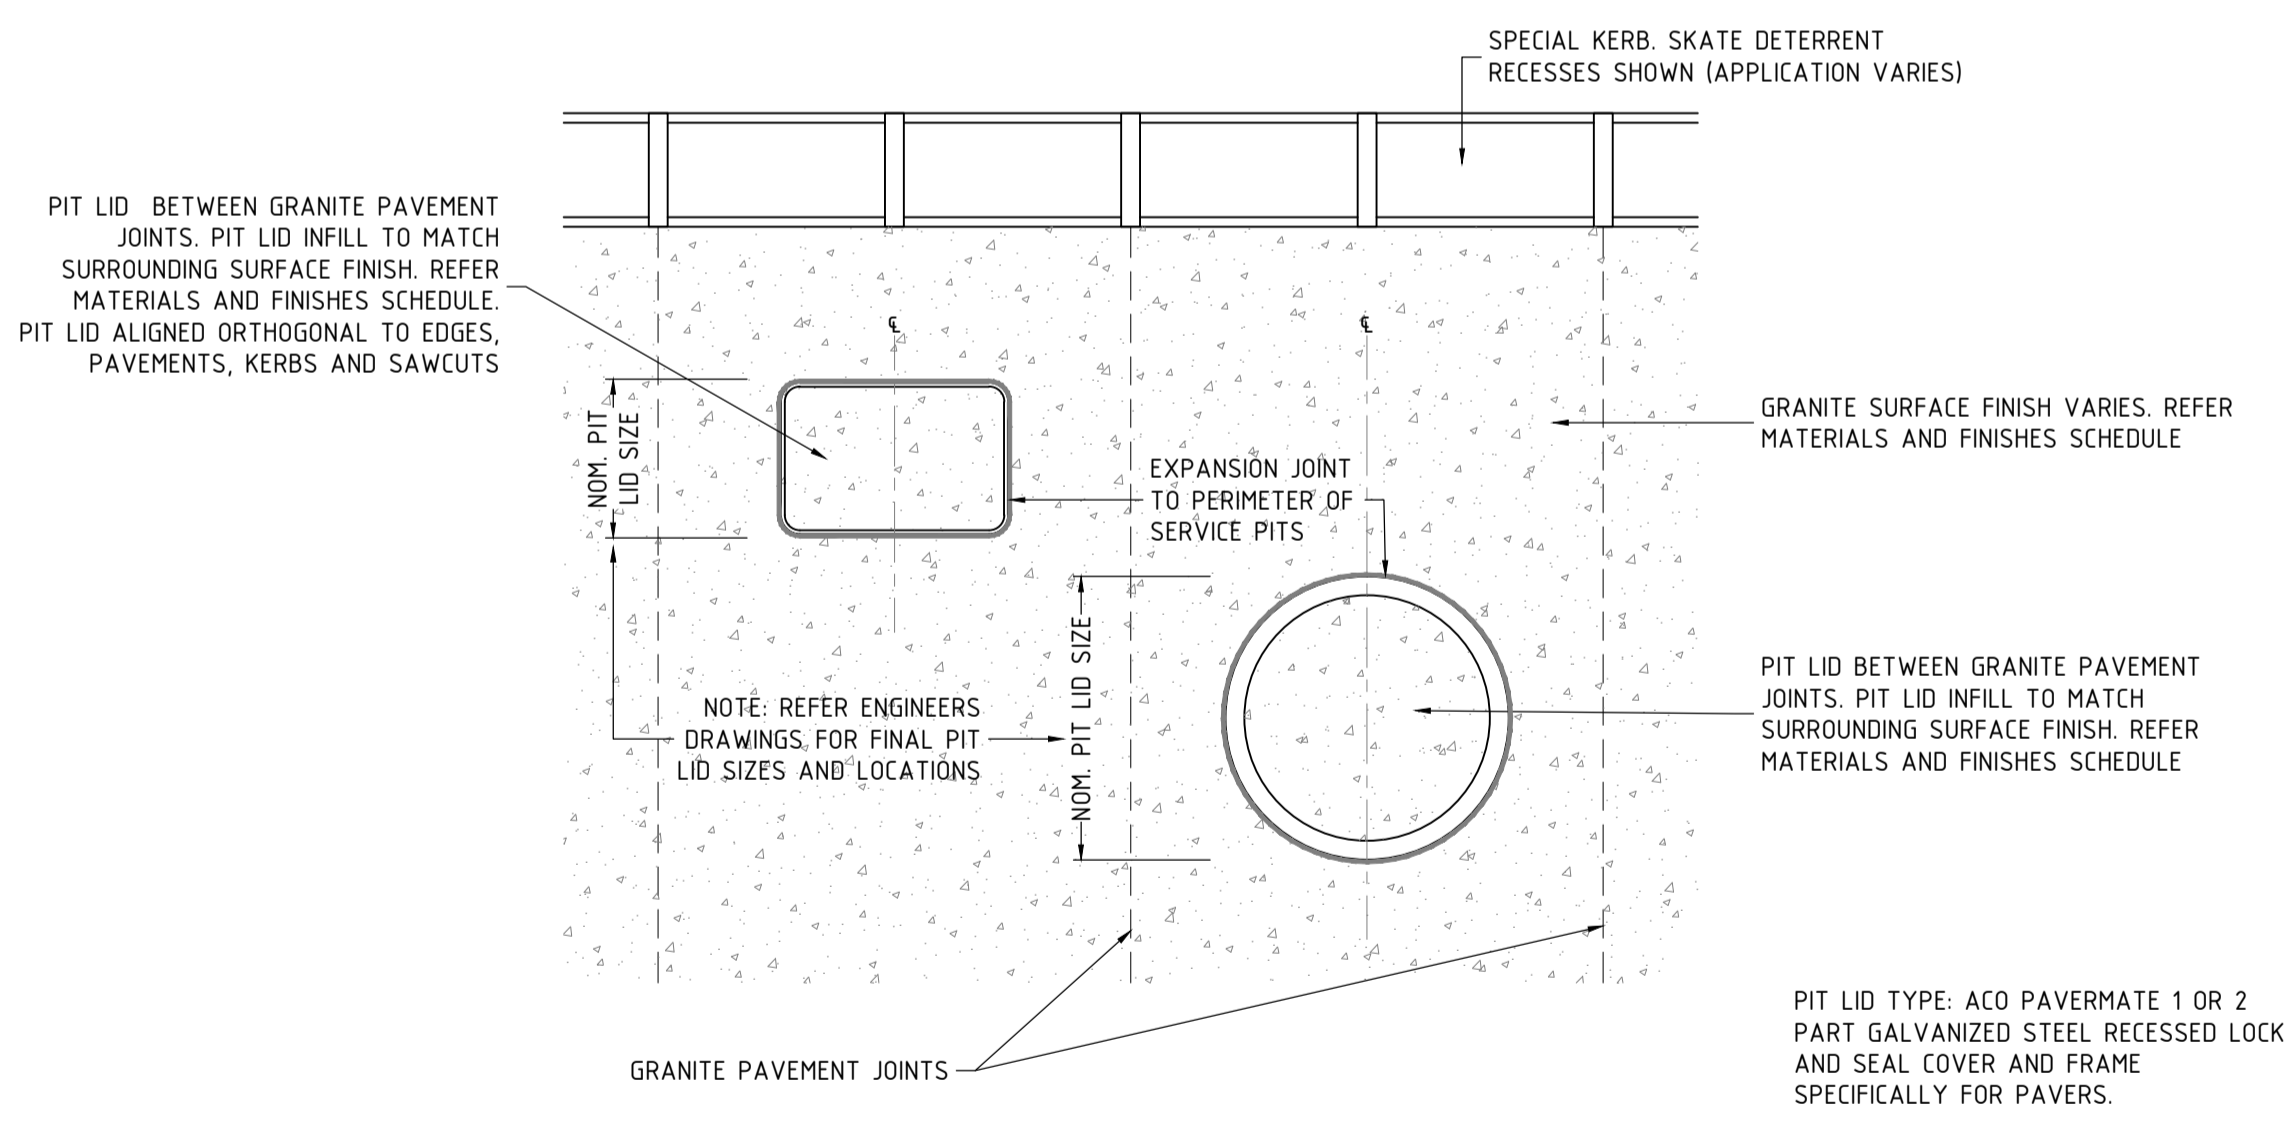 SPECIAL KERB. SKATE DETERRENT
RECESSES SHOWN (APPLICATION VARIES)
PIT LID BETWEEN GRANITE PAVEMENT
JOINTS. PIT LID INFILL TO MATCH
SURROUNDING SURFACE FINISH. REFER
MATERIALS AND FINISHES SCHEDULE.
PIT LID ALIGNED ORTHOGONAL TO EDGES,
PAVEMENTS, KERBS AND SAWCUTS
℄
℄
NOM. PIT
LID SIZE
GRANITE SURFACE FINISH VARIES. REFER
MATERIALS AND FINISHES SCHEDULE
EXPANSION JOINT
TO PERIMETER OF
SERVICE PITS
NOM. PIT LID SIZE
NOTE: REFER ENGINEERS
DRAWINGS FOR FINAL PIT
LID SIZES AND LOCATIONS
PIT LID BETWEEN GRANITE PAVEMENT
JOINTS. PIT LID INFILL TO MATCH
SURROUNDING SURFACE FINISH. REFER
MATERIALS AND FINISHES SCHEDULE
GRANITE PAVEMENT JOINTS
PIT LID TYPE: ACO PAVERMATE 1 OR 2
PART GALVANIZED STEEL RECESSED LOCK
AND SEAL COVER AND FRAME
SPECIFICALLY FOR PAVERS.